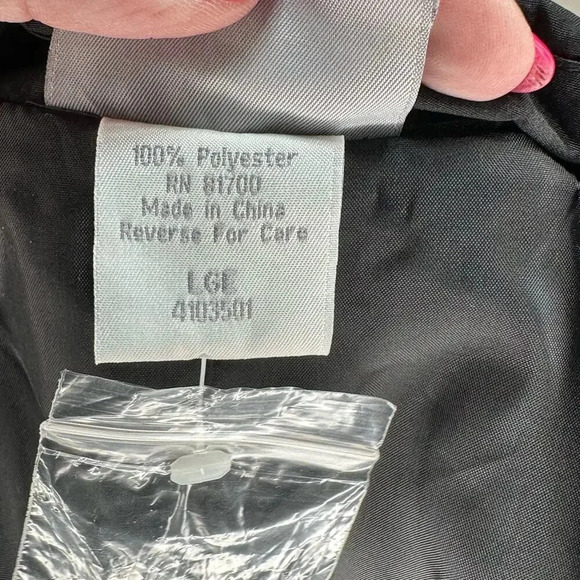 100% Polyester
RN 81700
Made in China
Reverse For Care
LGE
4103501